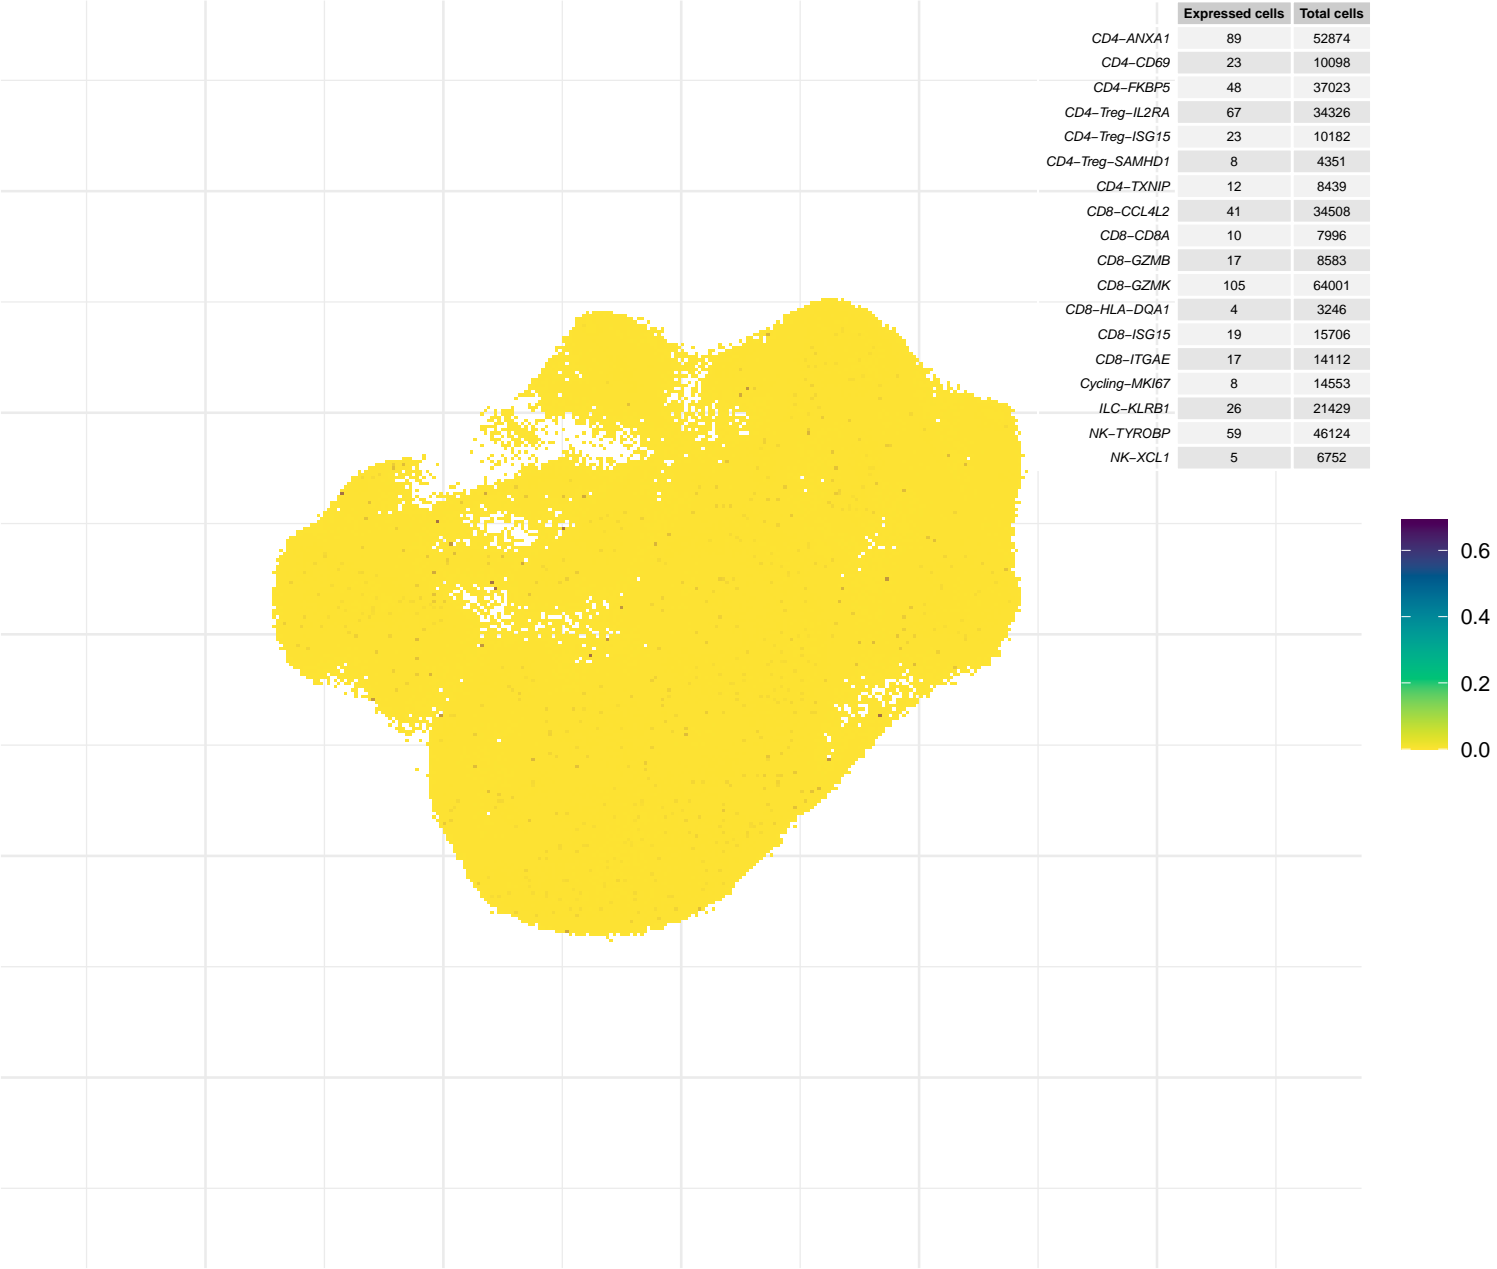 Expressed cells Total cells
CD4−ANXA1 89 52874
CD4−CD69 23 10098
CD4−FKBP5 48 37023
CD4−Treg−IL2RA 67 34326
CD4−Treg−ISG15 23 10182
CD4−Treg−SAMHD1 8 4351
CD4−TXNIP 12 8439
CD8−CCL4L2 41 34508
CD8−CD8A 10 7996
CD8−GZMB 17 8583
CD8−GZMK 105 64001
CD8−HLA−DQA1 4 3246
CD8−ISG15 19 15706
CD8−ITGAE 17 14112
Cycling−MKI67 8 14553
ILC−KLRB1 26 21429
NK−TYROBP 59 46124
NK−XCL1 5 6752
0.6
0.4
0.2
0.0